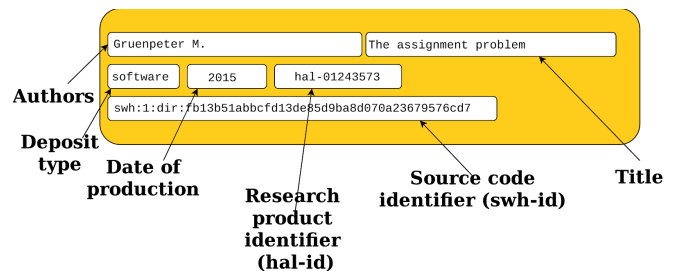 Gruenpeter M.
The assignment problem
software
2015
hal-01243573
swh:1:dir:fb13b51abbcfd13de85d9ba8d070a23679576cd7
Authors
Deposit
type
Date of
production
Research
product
identifier
(hal-id)
Source code
identifier (swh-id)
Title